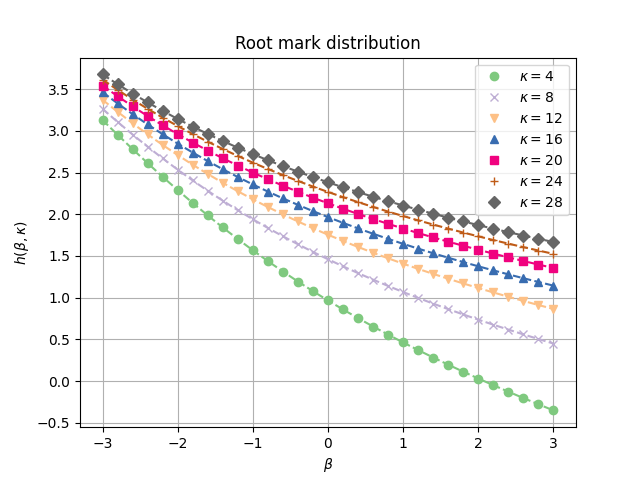 Root mark distribution
h(β, κ)
3.5
3.0
2.5
2.0
1.5
1.0
0.5
0.0
−0.5
−3
−2
−1
0
1
2
3
β
κ = 4
κ = 8
κ = 12
κ = 16
κ = 20
κ = 24
κ = 28